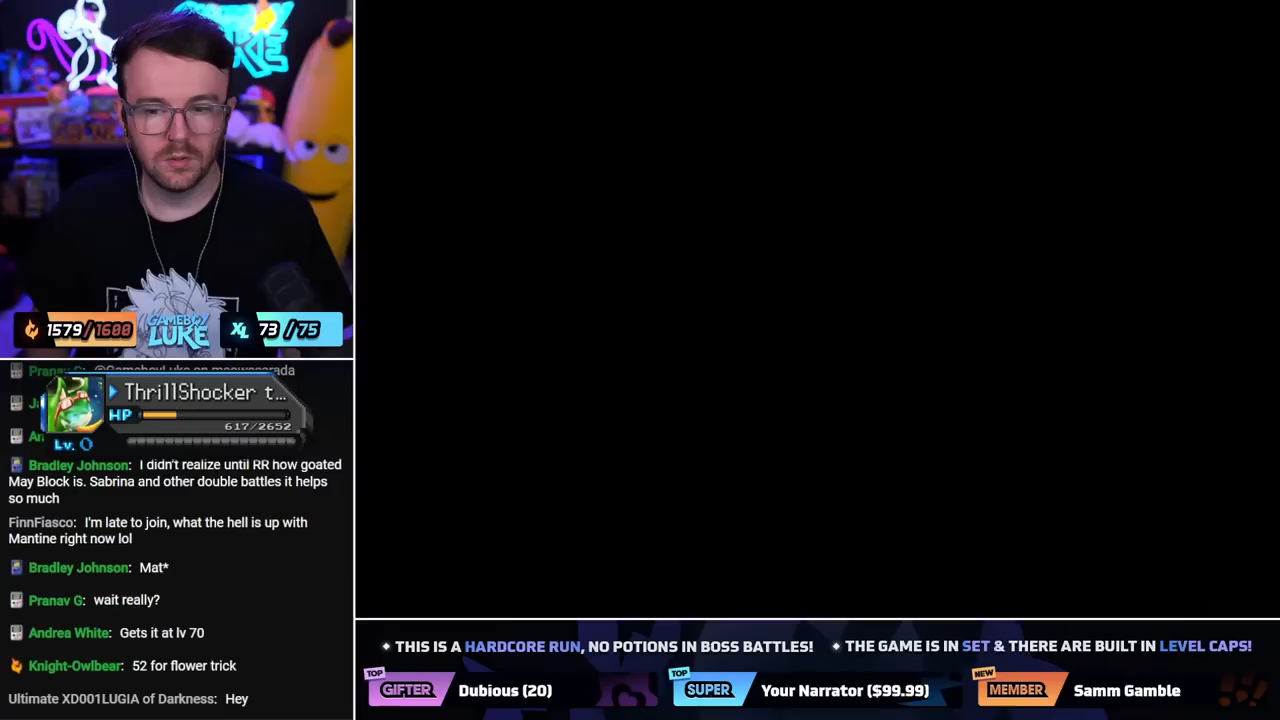 1579/1600
GAMEBOY
LUKE
XL 73 /75
@GameboyLuke on meowscarada
ThrillShocker t...
HP
617/2652
Lv. 0
Bradley Johnson: I didn't realize until RR how goated
May Block is. Sabrina and other double battles it helps
so much
FinnFiasco: I'm late to join, what the hell is up with
Mantine right now lol
Bradley Johnson: Mat*
Pranav G: wait really?
Andrea White: Gets it at lv 70
Knight-Owlbear: 52 for flower trick
Ultimate XD001LUGIA of Darkness: Hey
THIS IS A HARDCORE RUN, NO POTIONS IN BOSS BATTLES! THE GAME IS IN SET & THERE ARE BUILT IN LEVEL CAPS!
TOP GIFTER Dubious (20) TOP SUPER Your Narrator ($99.99) NEW MEMBER Samm Gamble